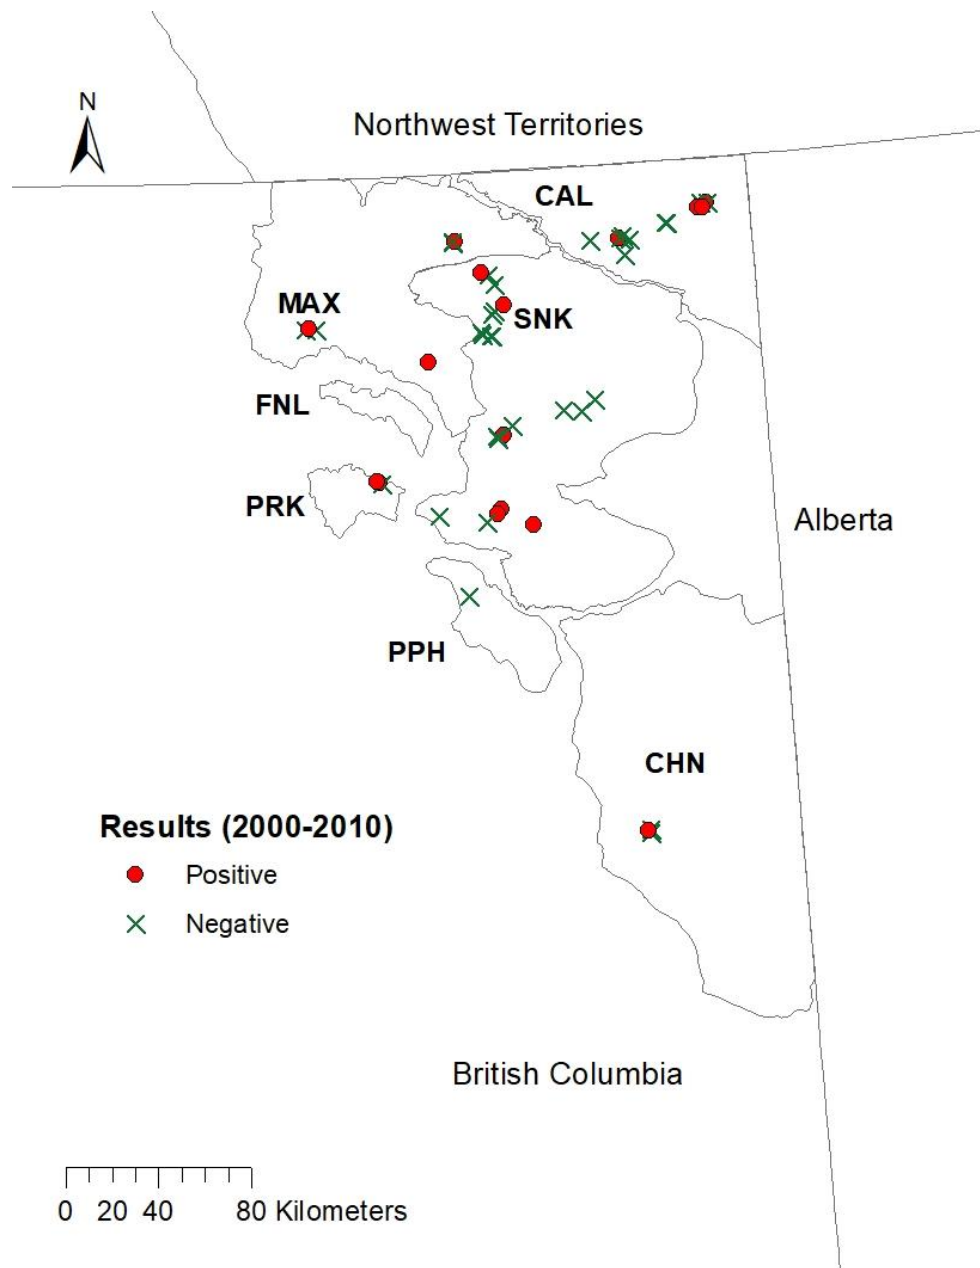 N
Northwest Territories
CAL
MAX
SNK
FNL
PRK
Alberta
PPH
CHN
Results (2000-2010)
Positive
Negative
British Columbia
0 20 40 80 Kilometers